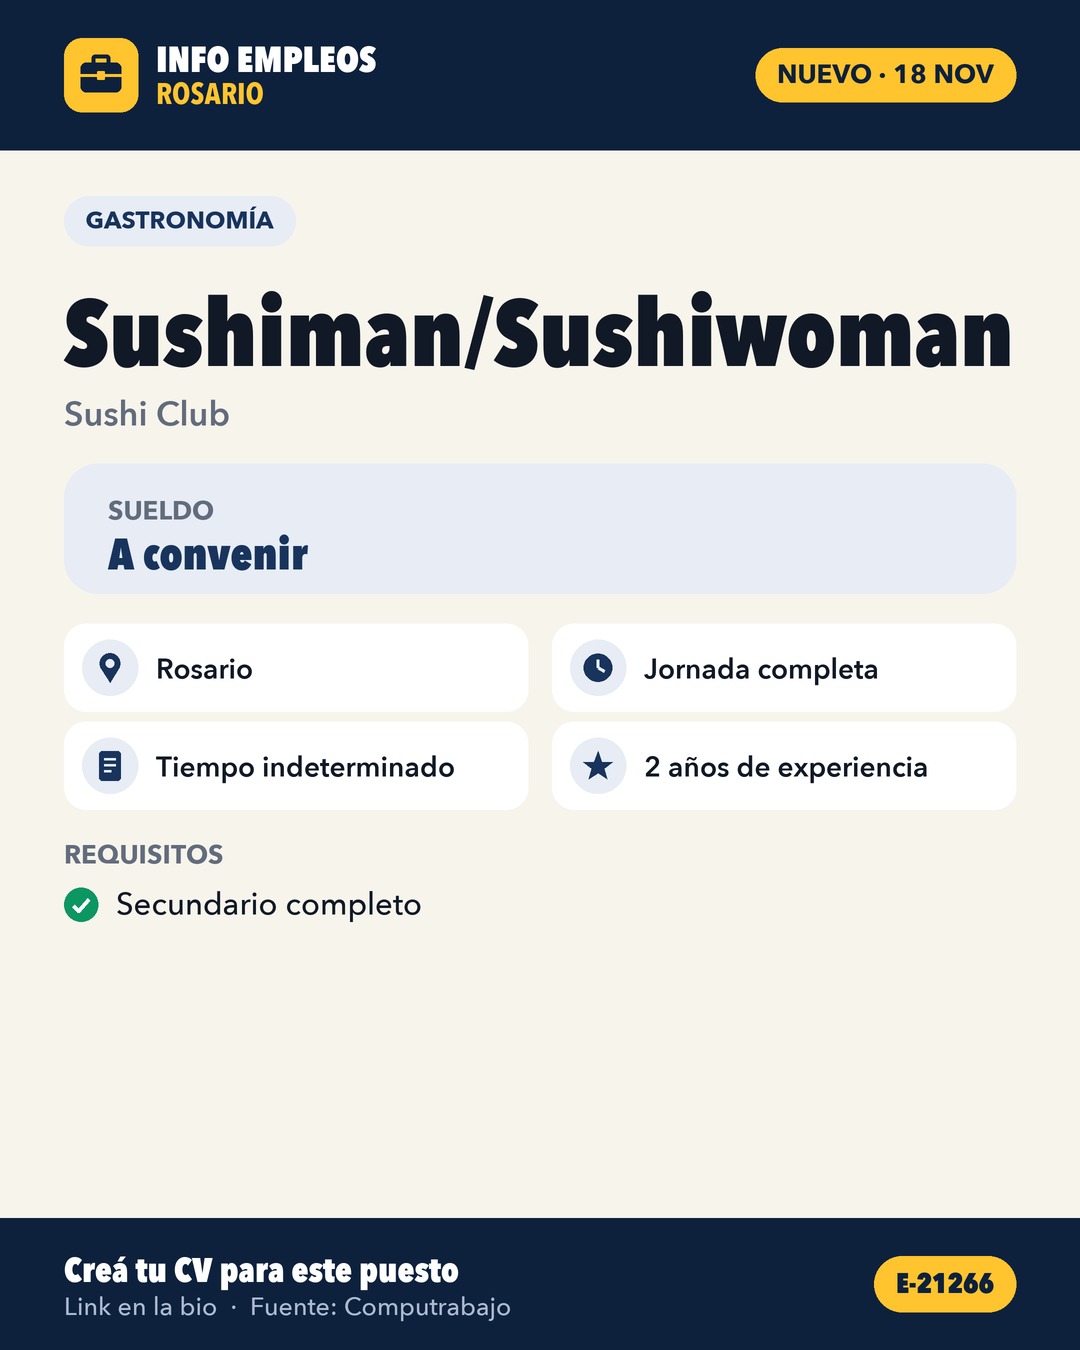 INFO EMPLEOS
ROSARIO
NUEVO · 18 NOV
GASTRONOMÍA
Sushiman/Sushiwoman
Sushi Club
SUELDO
A convenir
Rosario
Jornada completa
Tiempo indeterminado
2 años de experiencia
REQUISITOS
Secundario completo
Creá tu CV para este puesto
Link en la bio · Fuente: Computrabajo
E-21266